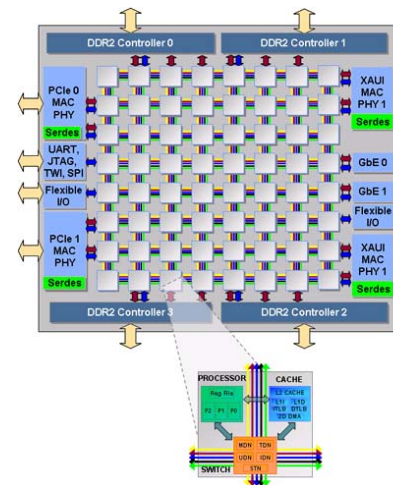 DDR2 Controller 0
DDR2 Controller 1
PCIe 0
MAC
PHY
Serdes
UART,
JTAG,
TWI, SPI
Flexible
I/O
PCIe 1
MAC
PHY
Serdes
XAUI
MAC
PHY 1
Serdes
GbE 0
GbE 1
Flexible
I/O
XAUI
MAC
PHY 1
Serdes
DDR2 Controller 3
DDR2 Controller 2
PROCESSOR
CACHE
Reg File
P2 P1 P0
L2 CACHE
L1I L1D
ITLB DTLB
2D DMA
MDN TDN
UDN IDN
STN
SWITCH